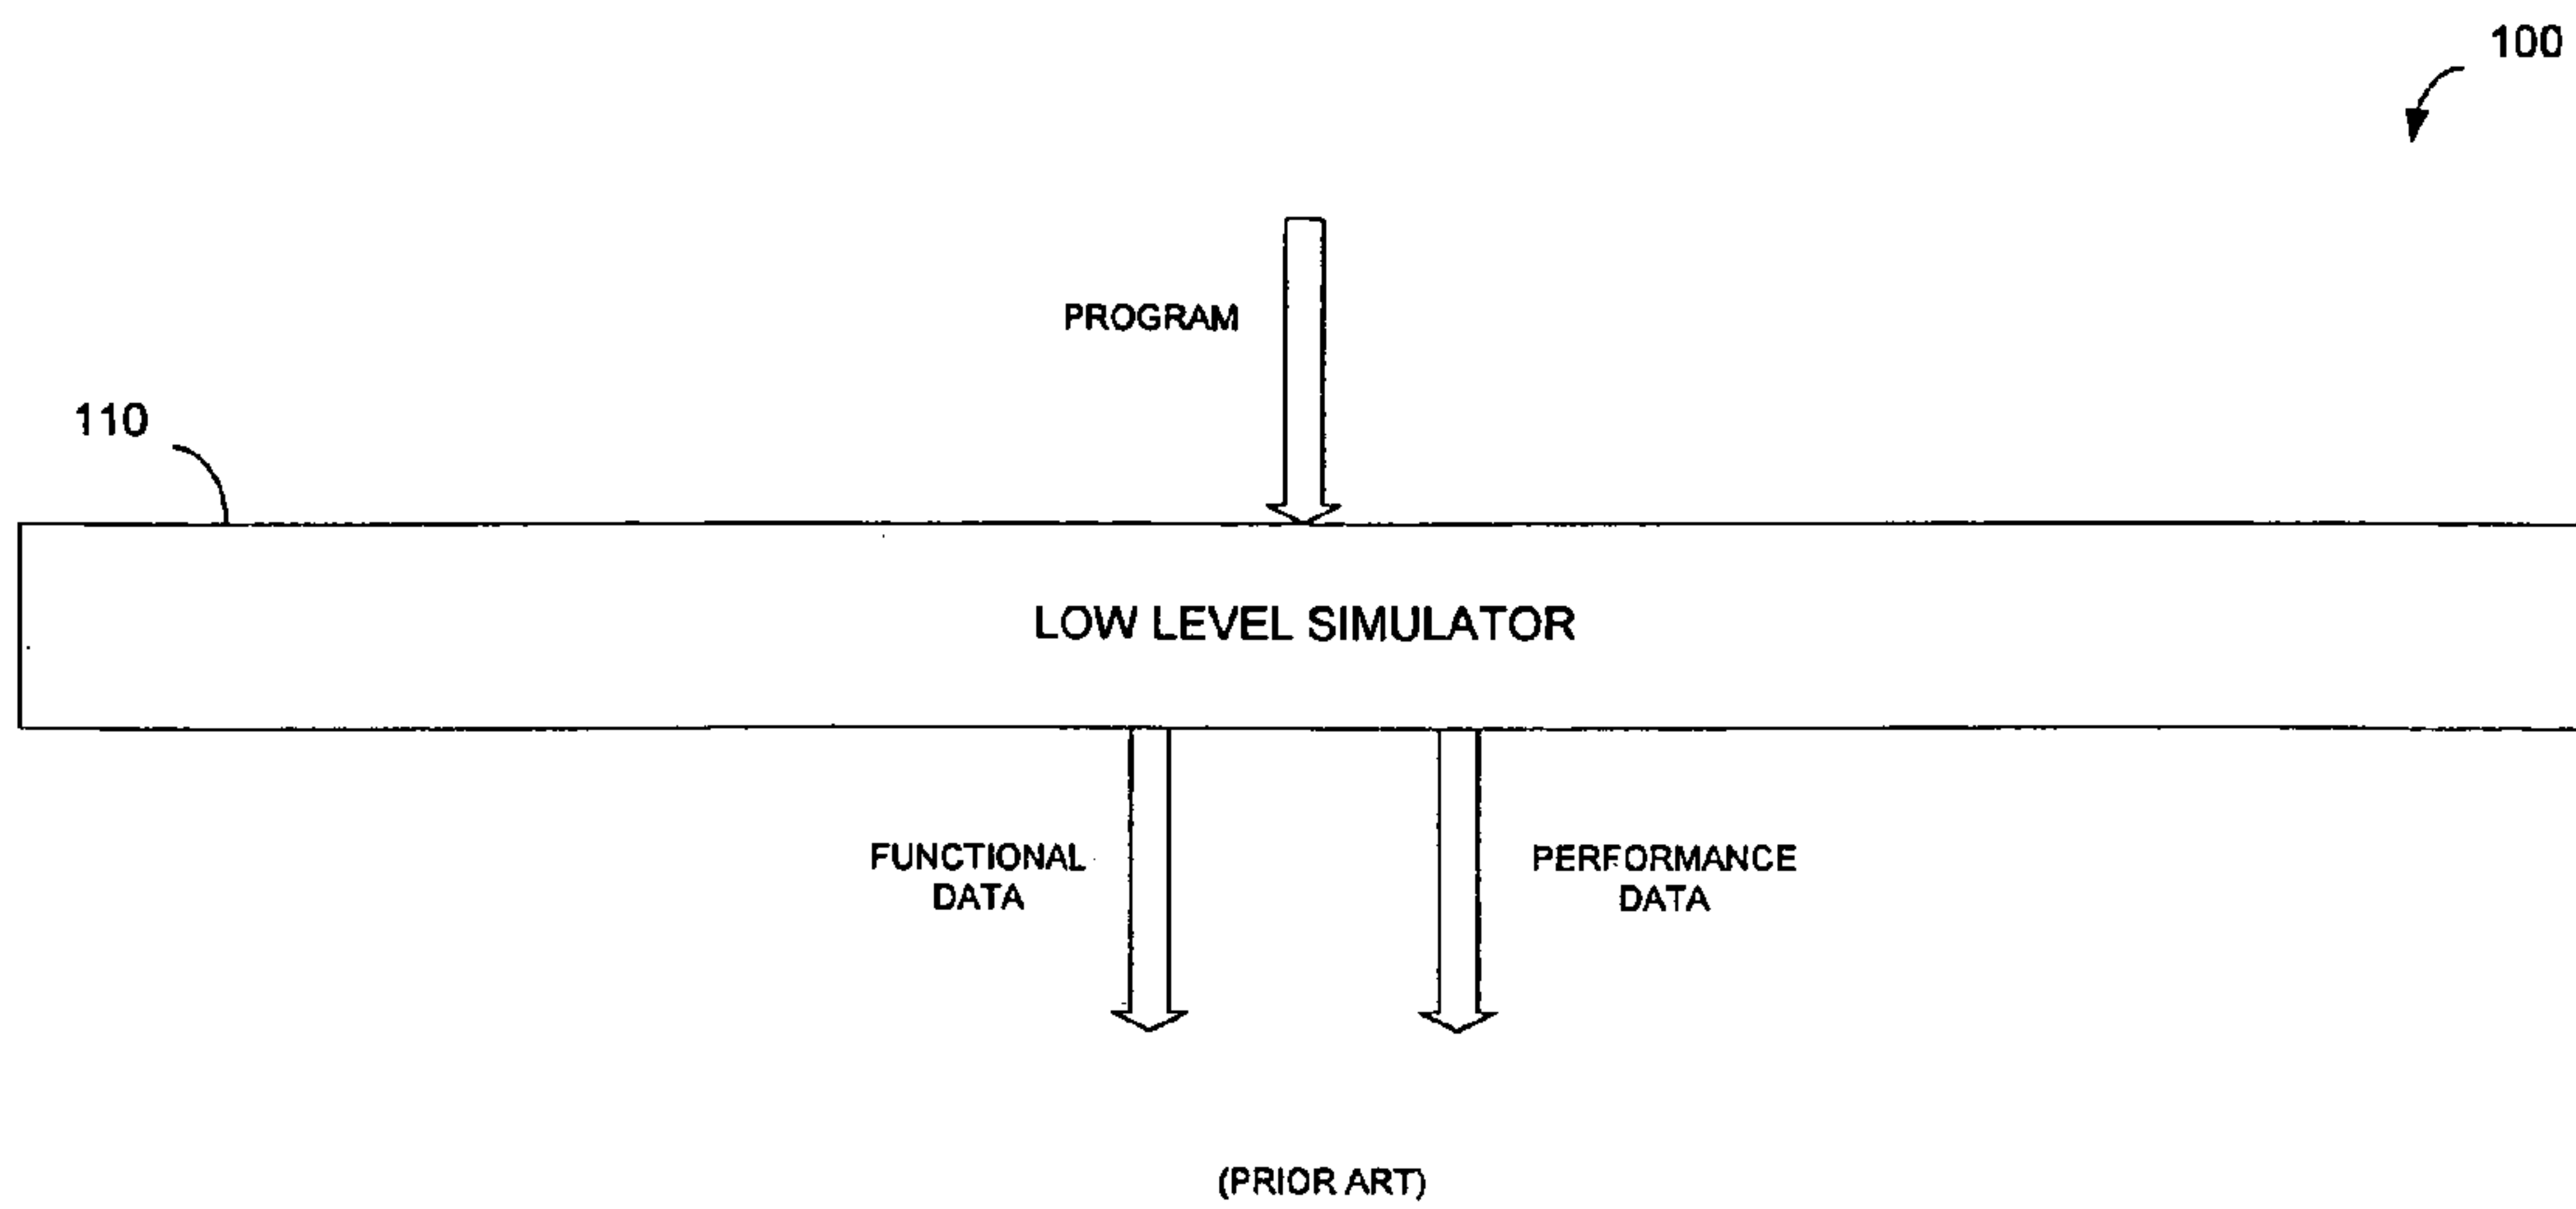 100
PROGRAM
110
LOW LEVEL SIMULATOR
FUNCTIONAL
DATA
PERFORMANCE
DATA
(PRIOR ART)